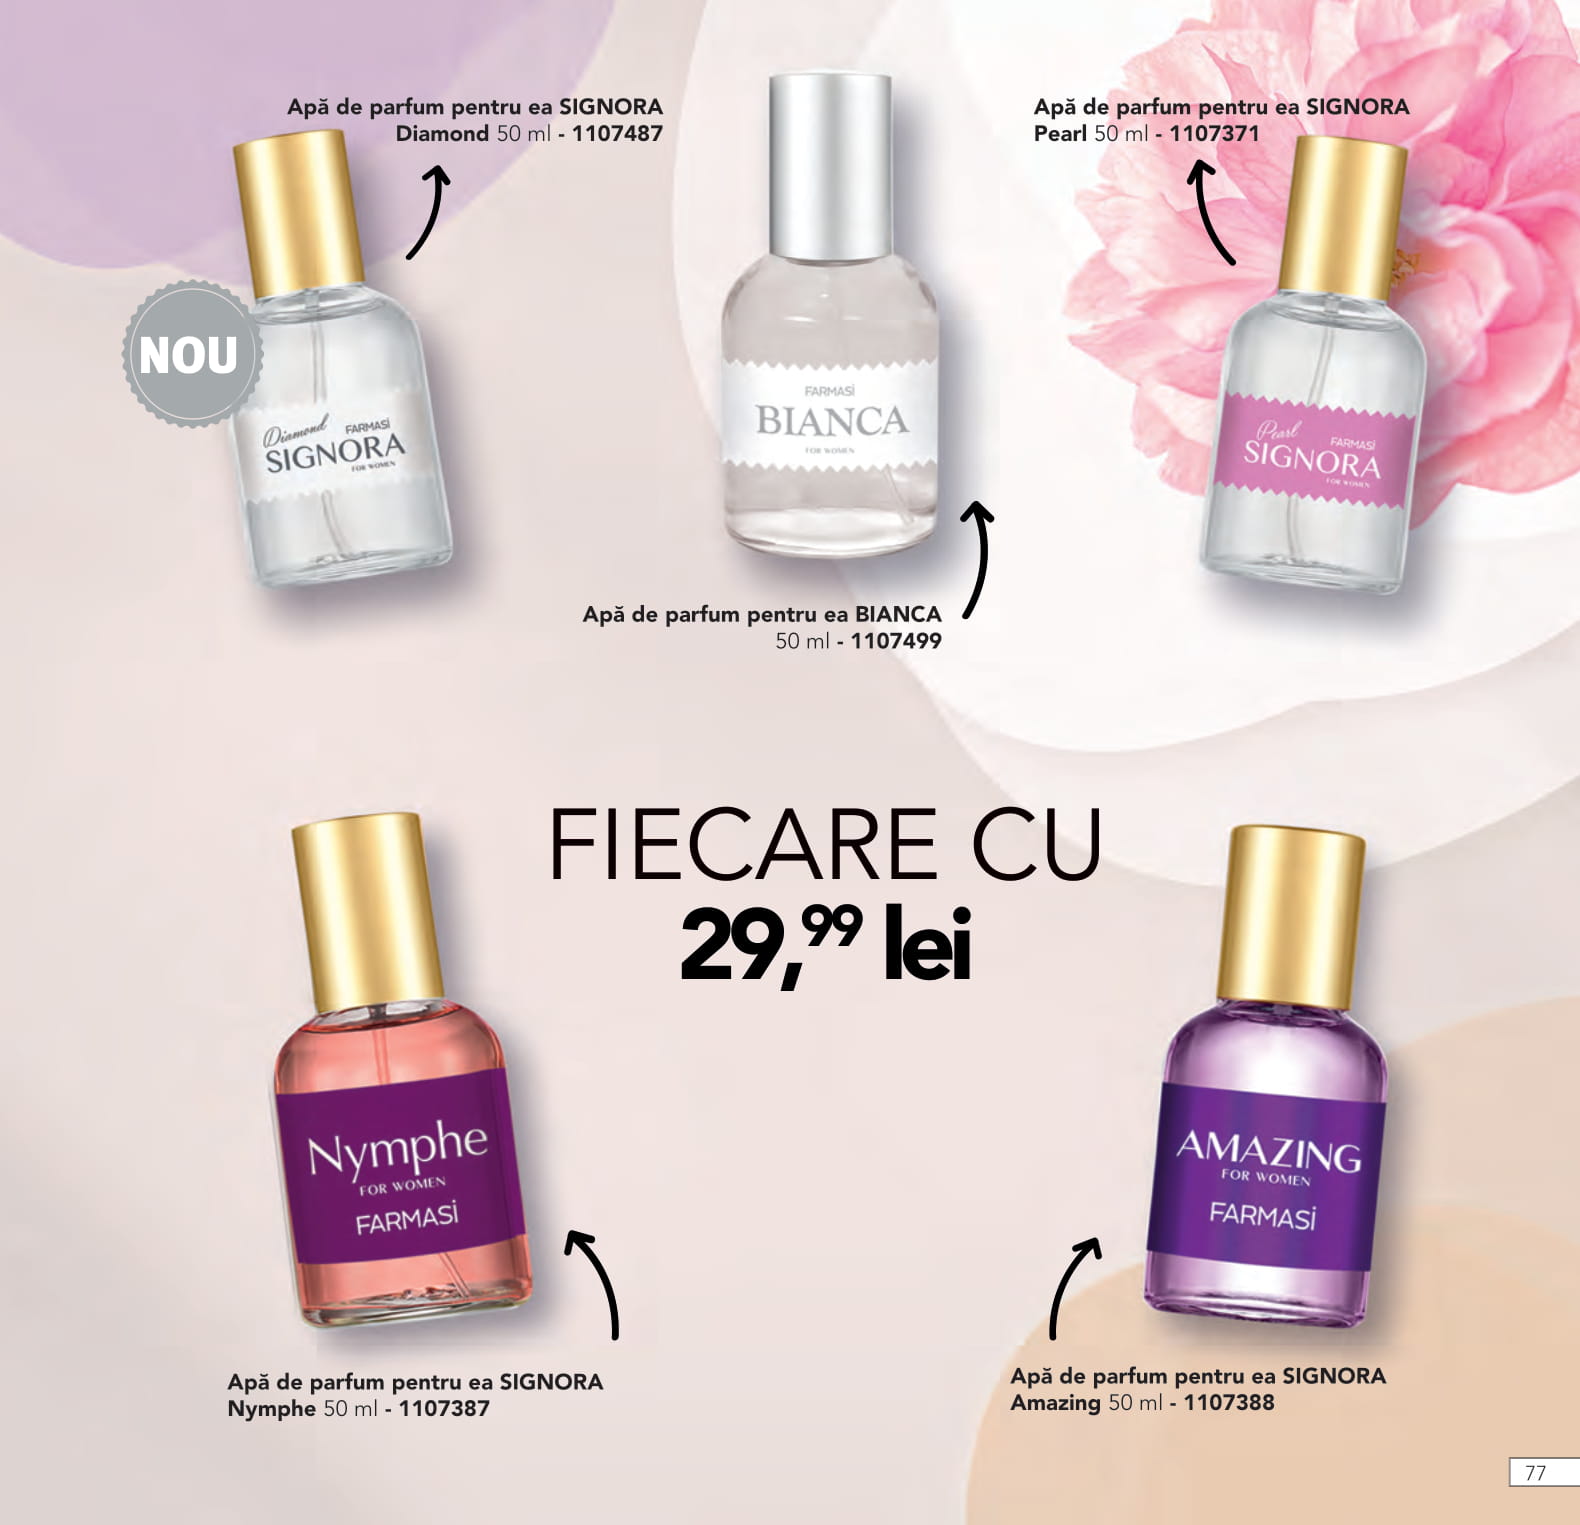 Apă de parfum pentru ea SIGNORA
Diamond 50 ml - 1107487
Apă de parfum pentru ea SIGNORA
Pearl 50 ml - 1107371
NOU
Diamond FARMASİ
SIGNORA
FOR WOMEN
FARMASİ
BIANCA
FOR WOMEN
Pearl FARMASİ
SIGNORA
FOR WOMEN
Apă de parfum pentru ea BIANCA
50 ml - 1107499
FIECARE CU
29,99 lei
Nymphe
FOR WOMEN
FARMASİ
AMAZING
FOR WOMEN
FARMASİ
Apă de parfum pentru ea SIGNORA
Nymphe 50 ml - 1107387
Apă de parfum pentru ea SIGNORA
Amazing 50 ml - 1107388
77